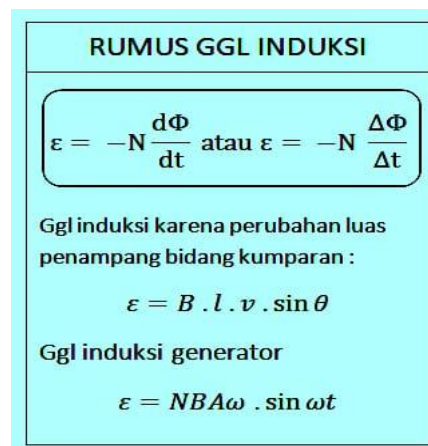 RUMUS GGL INDUKSI
ε = −N dΦ/dt atau ε = −N ΔΦ/Δt
Ggl induksi karena perubahan luas
penampang bidang kumparan :
ε = B . l . v . sin θ
Ggl induksi generator
ε = NBAω . sin ωt